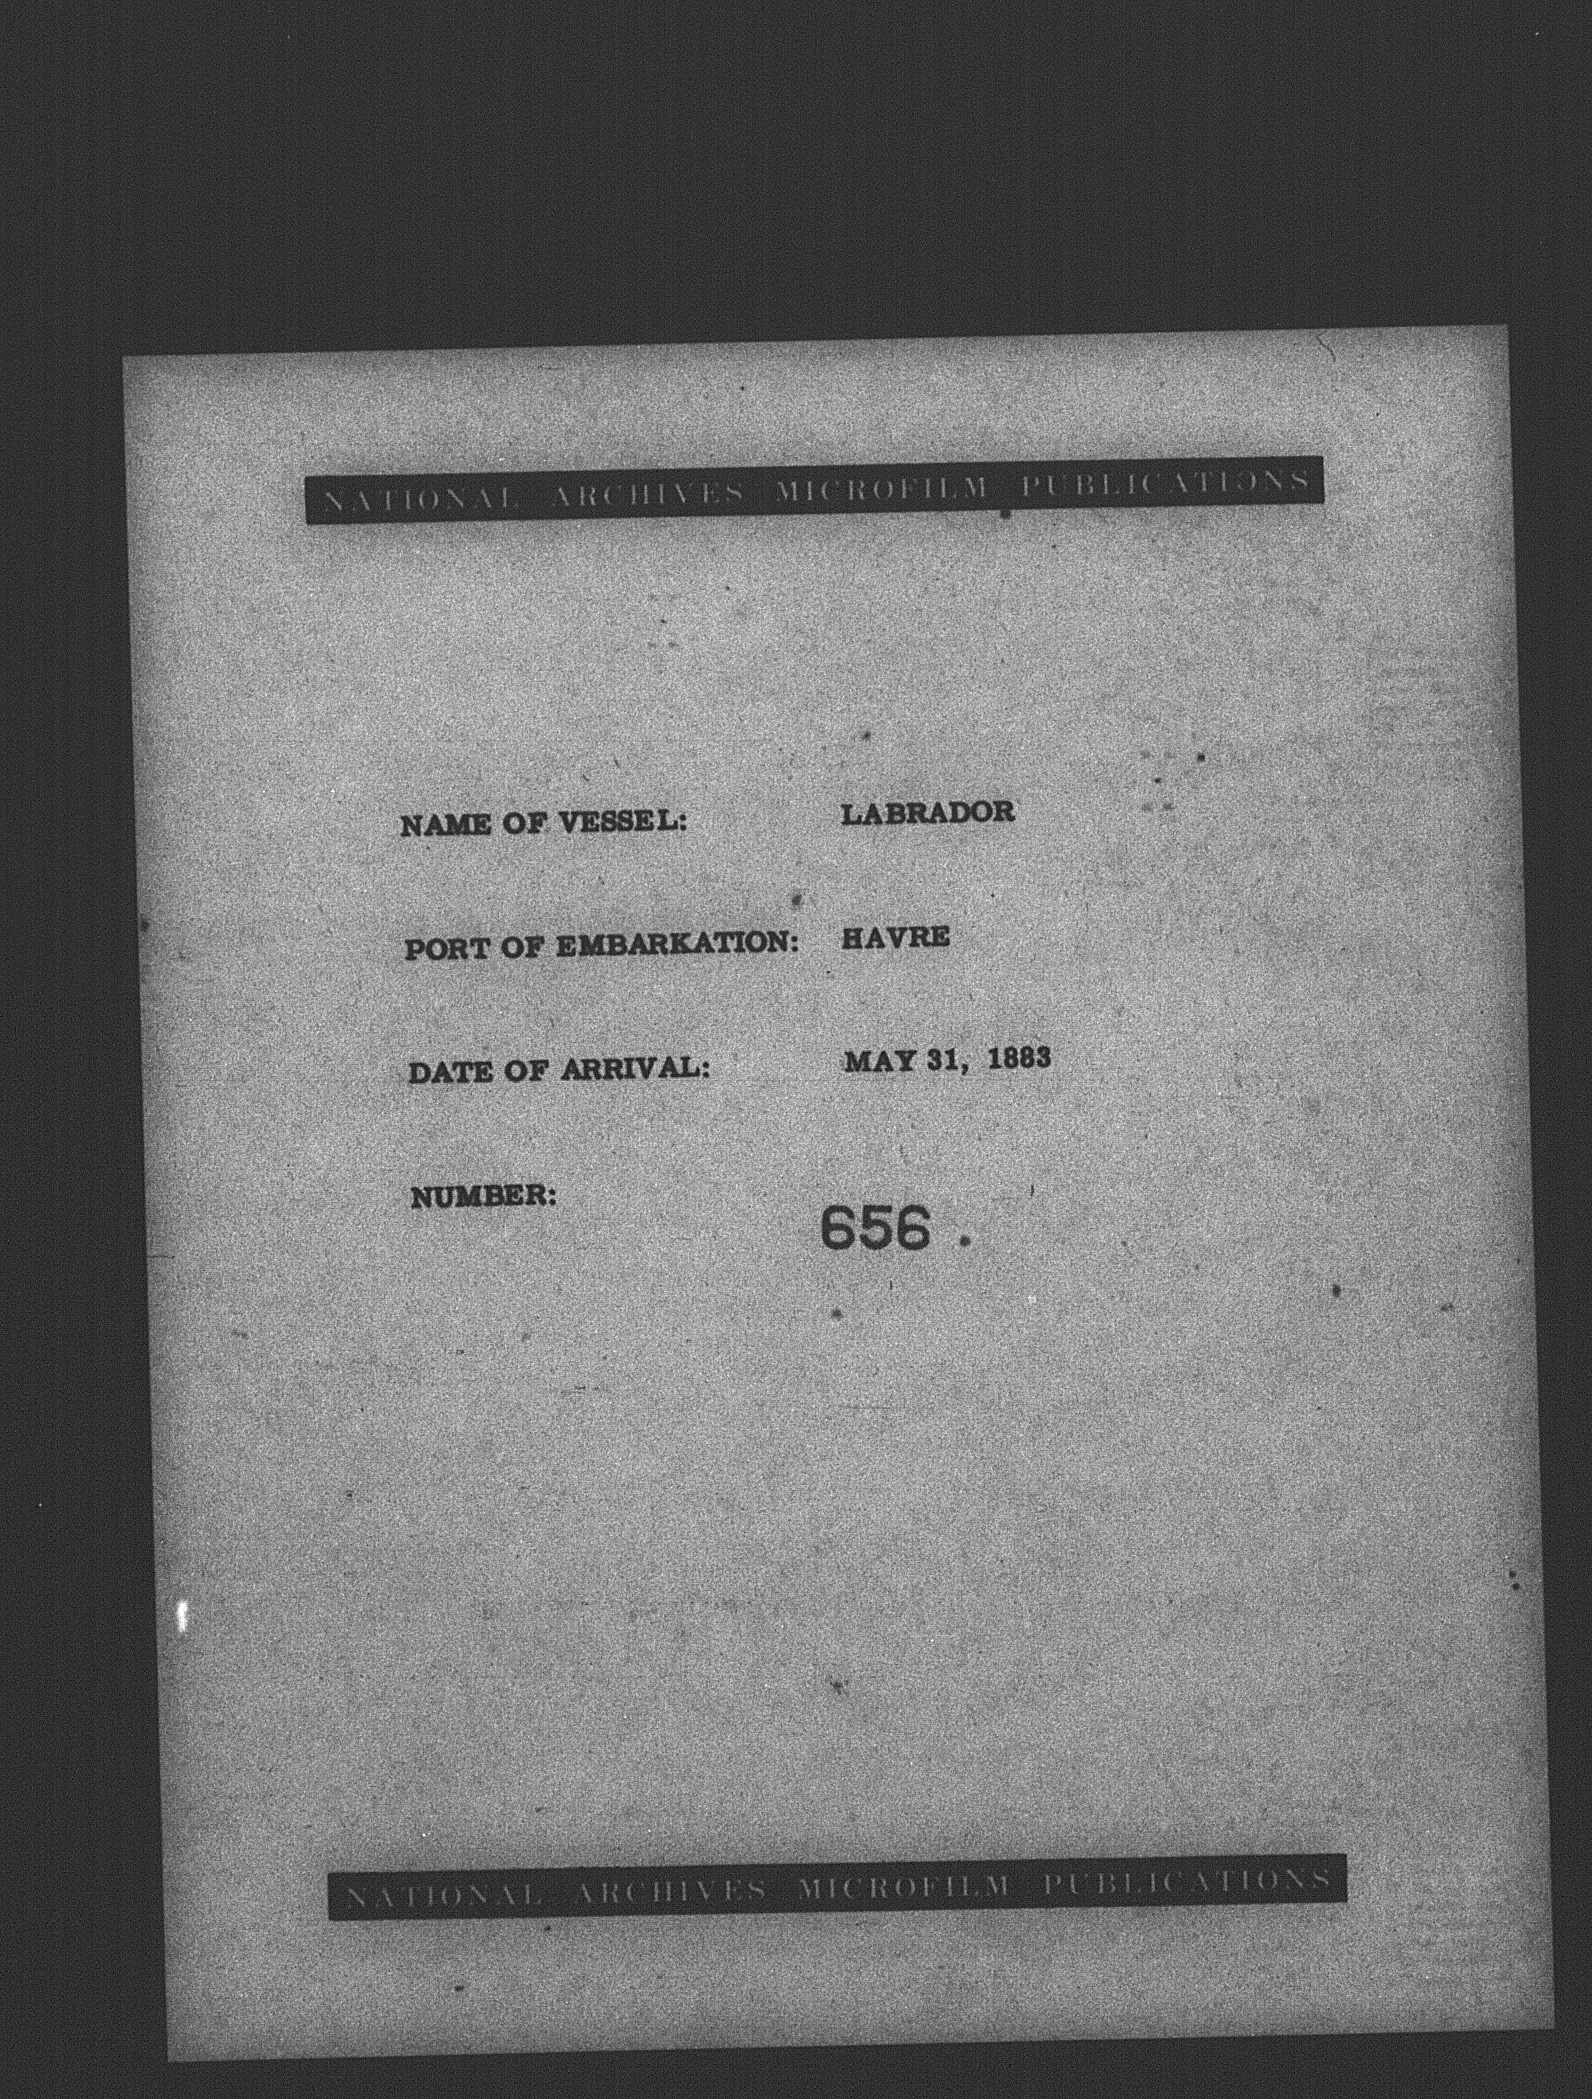 NATIONAL ARCHIVES MICROFILM PUBLICATIONS
NAME OF VESSEL: LABRADOR
PORT OF EMBARKATION: HAVRE
DATE OF ARRIVAL: MAY 31, 1883
NUMBER: 656
NATIONAL ARCHIVES MICROFILM PUBLICATIONS